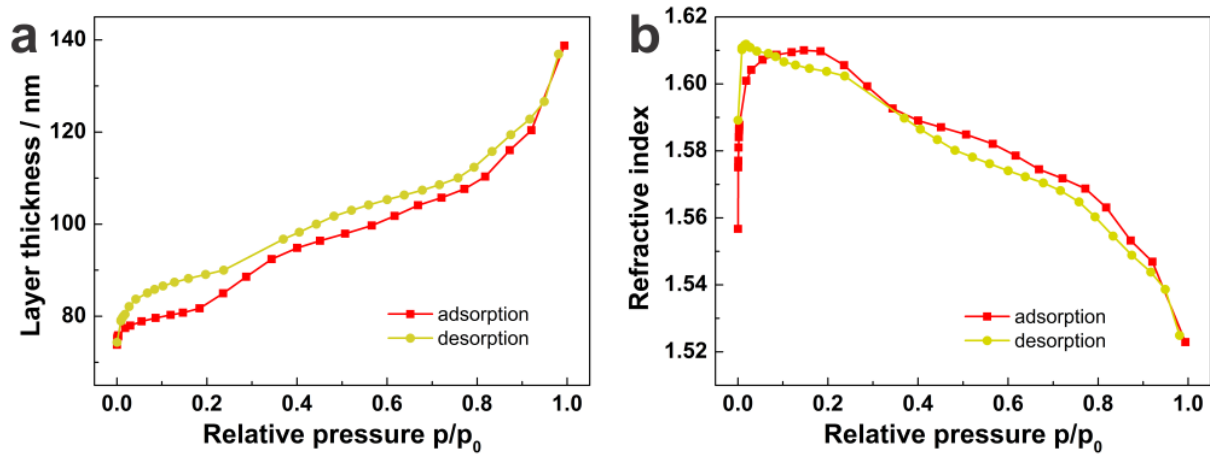 a
Layer thickness / nm
140
120
100
80
adsorption
desorption
0.0 0.2 0.4 0.6 0.8 1.0
Relative pressure p/p₀
b
Refractive index
1.62
1.60
1.58
1.56
1.54
1.52
adsorption
desorption
0.0 0.2 0.4 0.6 0.8 1.0
Relative pressure p/p₀